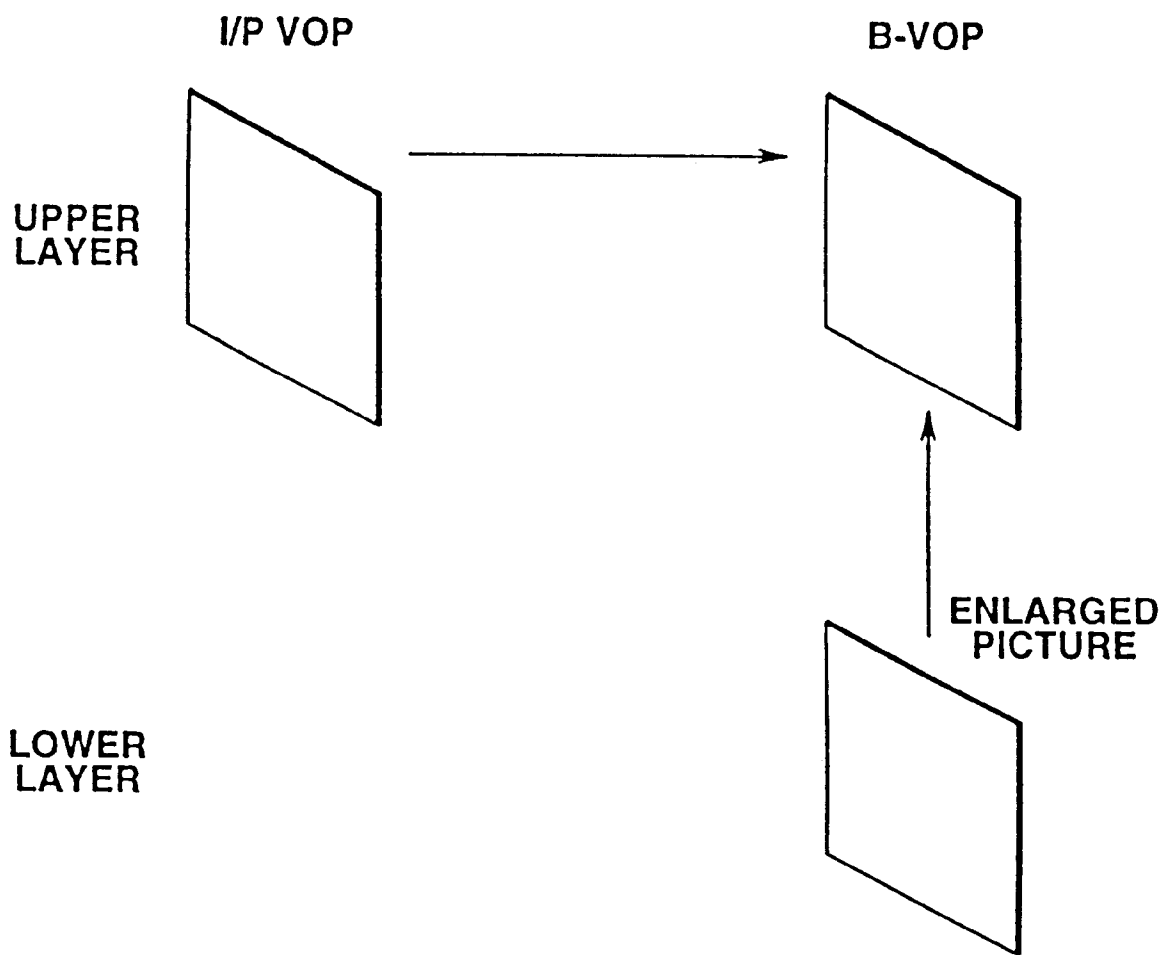 I/P VOP
B-VOP
UPPER
LAYER
ENLARGED
PICTURE
LOWER
LAYER